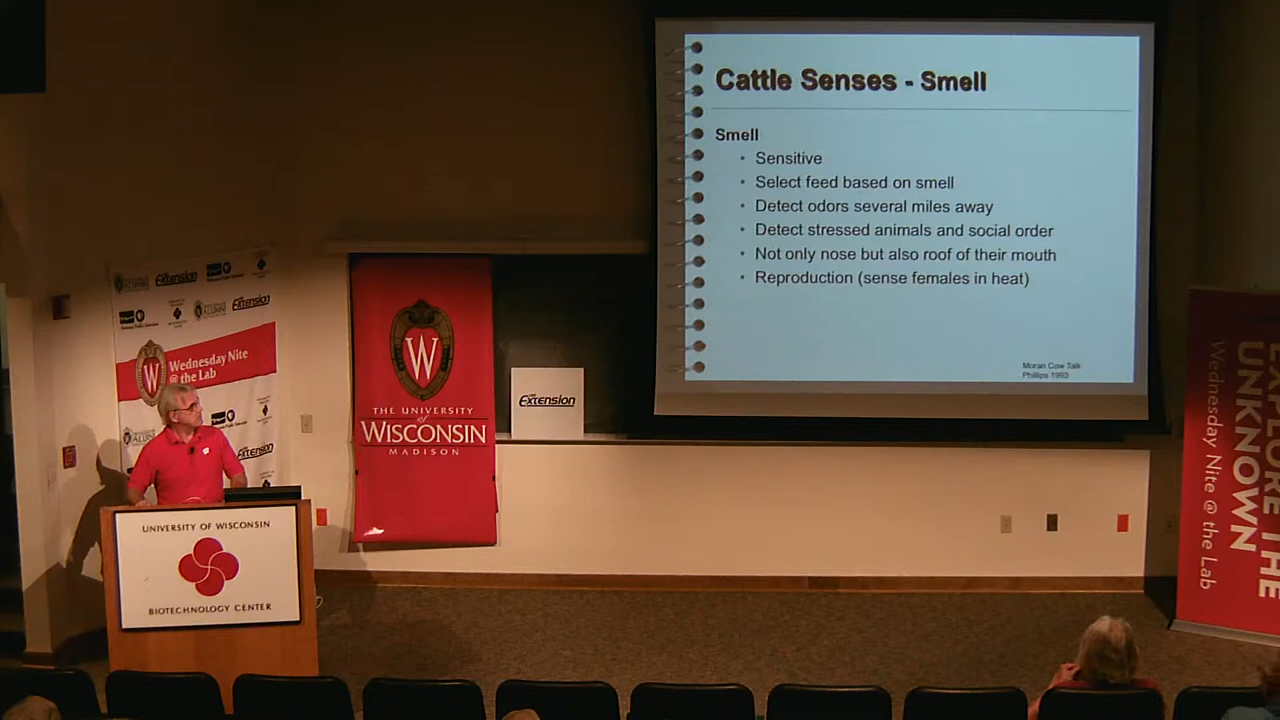 Cattle Senses - Smell
Smell
• Sensitive
• Select feed based on smell
• Detect odors several miles away
• Detect stressed animals and social order
• Not only nose but also roof of their mouth
• Reproduction (sense females in heat)
Moran Cow Talk
Phillips 1993
Extension
Extension
W
Wednesday Nite
@ the Lab
Extension
W
THE UNIVERSITY
of
WISCONSIN
MADISON
Extension
UNIVERSITY OF WISCONSIN
BIOTECHNOLOGY CENTER
EXPLORE THE
UNKNOWN
Wednesday Nite @ the Lab